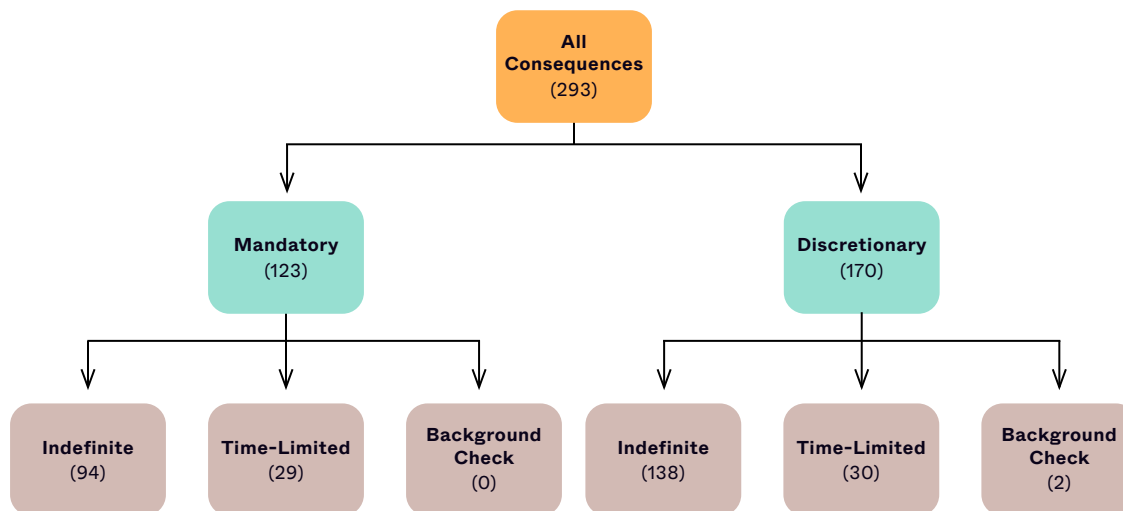 All
Consequences
(293)
Mandatory
(123)
Discretionary
(170)
Indefinite
(94)
Time-Limited
(29)
Background
Check
(0)
Indefinite
(138)
Time-Limited
(30)
Background
Check
(2)